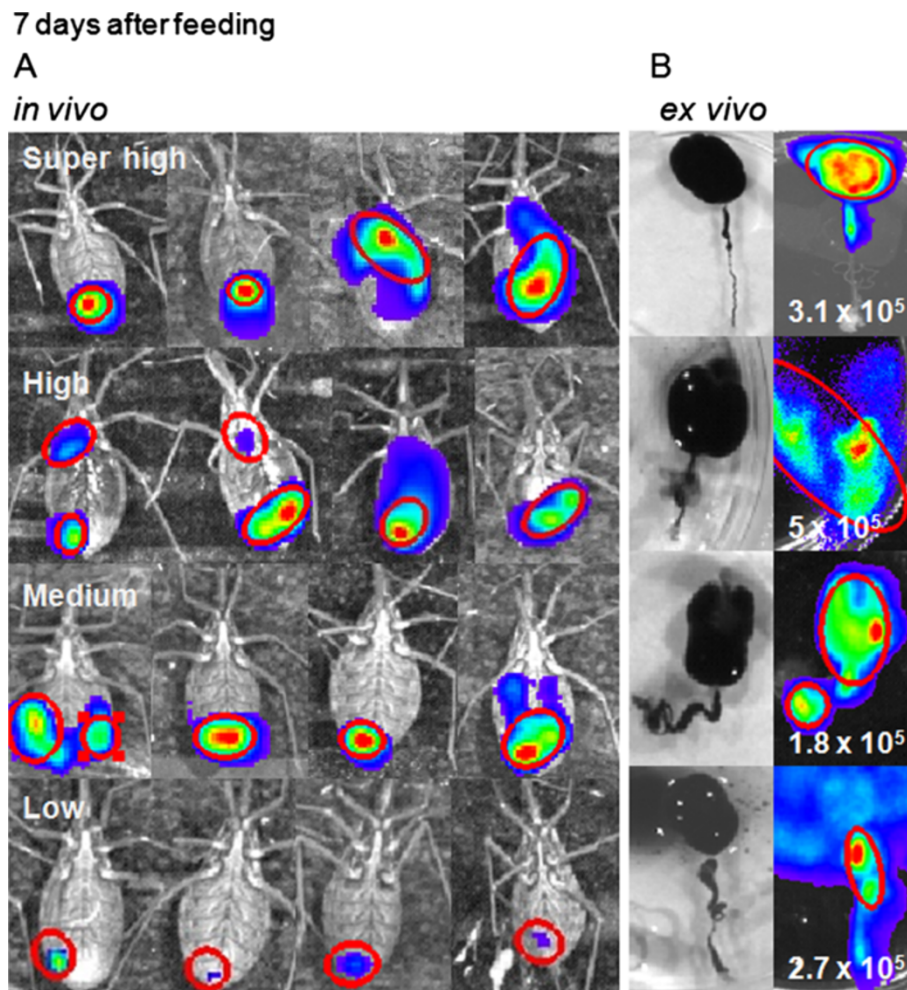 7 days after feeding
A
B
in vivo
ex vivo
Super high
3.1 x 10⁵
High
5 x 10⁵
Medium
1.8 x 10⁵
Low
2.7 x 10⁵